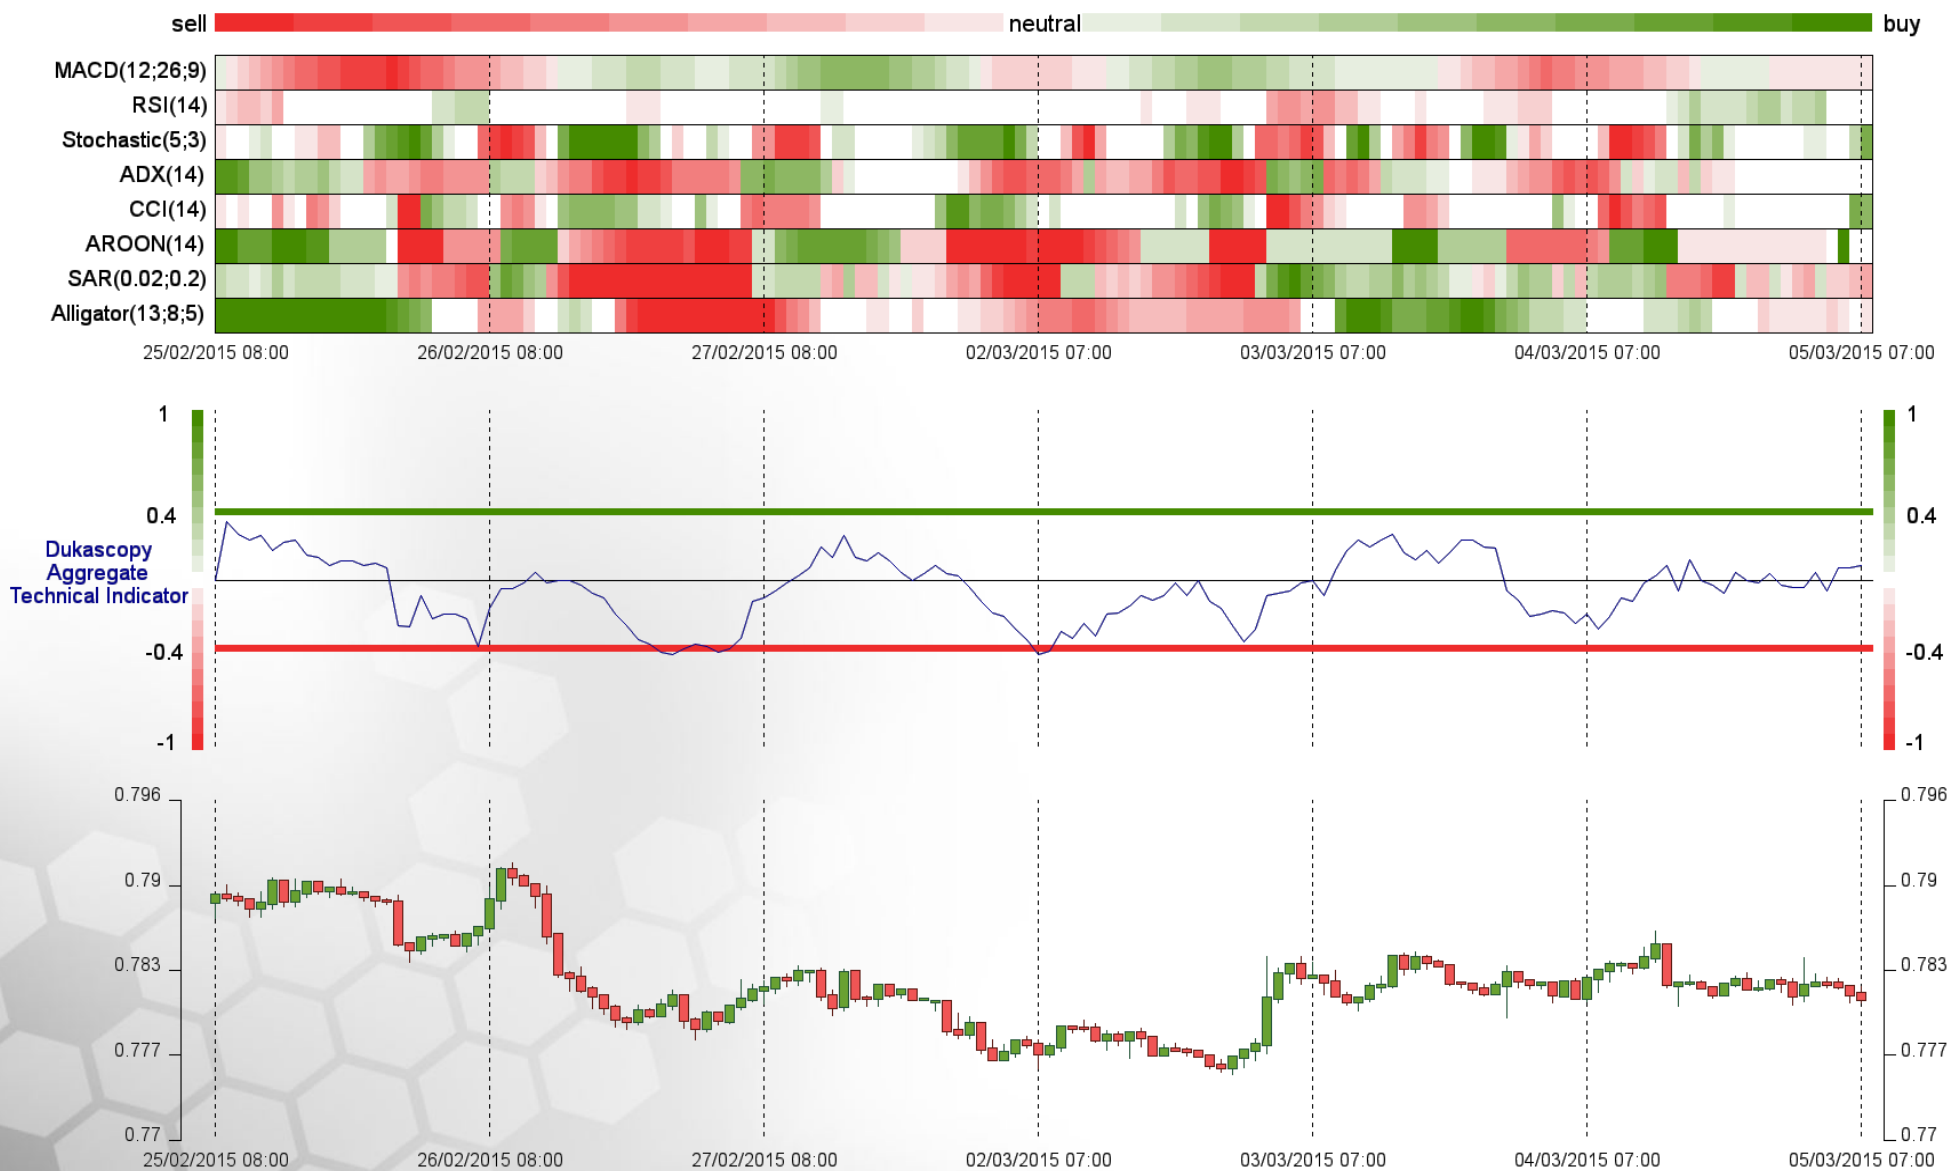 sell neutral buy
MACD(12;26;9)
RSI(14)
Stochastic(5;3)
ADX(14)
CCI(14)
AROON(14)
SAR(0.02;0.2)
Alligator(13;8;5)
25/02/2015 08:00 26/02/2015 08:00 27/02/2015 08:00 02/03/2015 07:00 03/03/2015 07:00 04/03/2015 07:00 05/03/2015 07:00
1 1
0.4 0.4
Dukascopy
Aggregate
Technical Indicator
-0.4 -0.4
-1 -1
0.796 0.796
0.79 0.79
0.783 0.783
0.777 0.777
0.77 0.77
25/02/2015 08:00 26/02/2015 08:00 27/02/2015 08:00 02/03/2015 07:00 03/03/2015 07:00 04/03/2015 07:00 05/03/2015 07:00